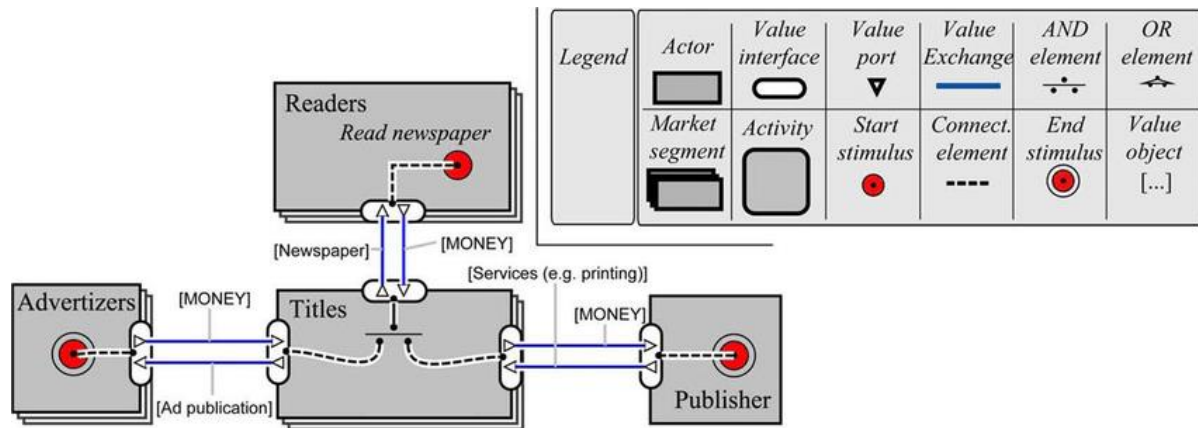 Legend
Actor
Value
interface
Value
port
Value
Exchange
AND
element
OR
element
Market
segment
Activity
Start
stimulus
Connect.
element
End
stimulus
Value
object
[...]
Readers
Read newspaper
[Newspaper]
[MONEY]
[Services (e.g. printing)]
Advertizers
[MONEY]
Titles
[MONEY]
[Ad publication]
Publisher